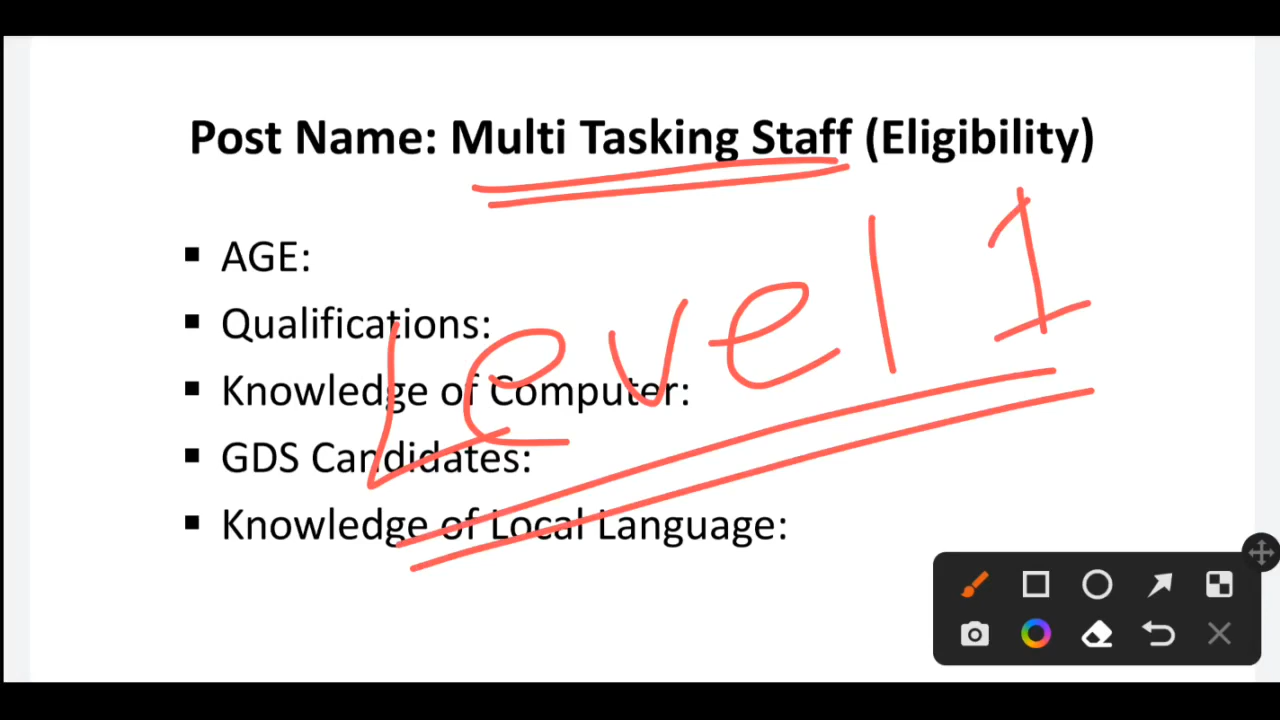 Post Name: Multi Tasking Staff (Eligibility)
▪ AGE:
▪ Qualifications:
▪ Knowledge of Computer:
▪ GDS Candidates:
▪ Knowledge of Local Language:
Level 1